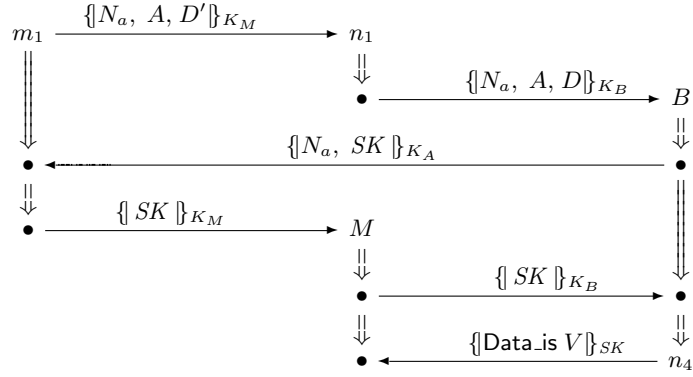 m₁ {|Nₐ, A, D′|}_{K_M} n₁
{|Nₐ, A, D|}_{K_B} B
{|Nₐ, SK|}_{K_A}
{| SK |}_{K_M} M
{| SK |}_{K_B}
{|Data_is V|}_{SK} n₄